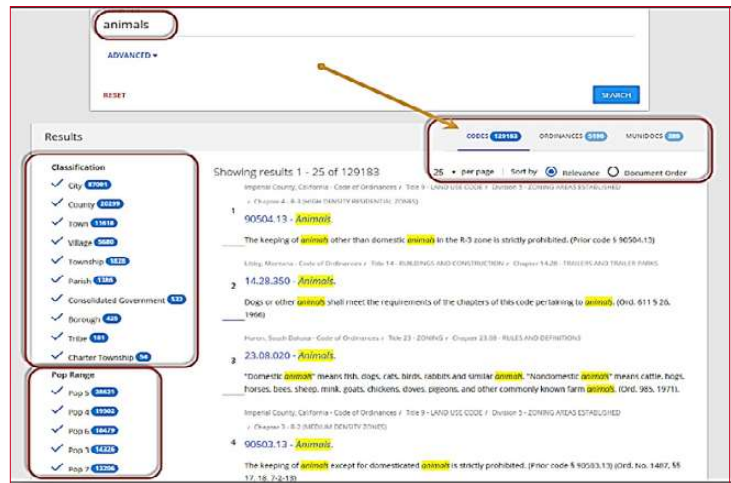 animals
ADVANCED
RESET
SEARCH
Results
CODES 129183
ORDINANCES
MUNIDOCS
Classification
City 87091
County 20299
Town
Village 5680
Township 1828
Parish 1386
Consolidated Government 533
Borough
Tribe 101
Charter Township
Pop Range
Pop 5
Pop 4
Pop 6 18479
Pop 3 14326
Pop 7 13206
Showing results 1 - 25 of 129183
25 per page Sort by Relevance Document Order
Imperial County, California - Code of Ordinances / Title 9 - LAND USE CODE / Division 5 - ZONING AREAS ESTABLISHED
Chapter 4 - R-3 (HIGH DENSITY RESIDENTIAL ZONES)
1
90504.13 - Animals.
The keeping of animals other than domestic animals in the R-3 zone is strictly prohibited. (Prior code § 90504.13)
Libby, Montana - Code of Ordinances / Title 14 - BUILDINGS AND CONSTRUCTION / Chapter 14.28 - TRAILERS AND TRAILER PARKS
2
14.28.350 - Animals.
Dogs or other animals shall meet the requirements of the chapters of this code pertaining to animals. (Ord. 611 § 26,
1966)
Huron, South Dakota - Code of Ordinances / Title 23 - ZONING / Chapter 23.08 - RULES AND DEFINITIONS
3
23.08.020 - Animals.
"Domestic animals" means fish, dogs, cats, birds, rabbits and similar animals. "Nondomestic animals" means cattle, hogs,
horses, bees, sheep, mink, goats, chickens, doves, pigeons, and other commonly known farm animals. (Ord. 985, 1971).
Imperial County, California - Code of Ordinances / Title 9 - LAND USE CODE / Division 5 - ZONING AREAS ESTABLISHED
Chapter 3 - R-2 (MEDIUM DENSITY ZONES)
4
90503.13 - Animals.
The keeping of animals except for domesticated animals is strictly prohibited. (Prior code § 90503.13) (Ord. No. 1487, §§
17, 18, 7-2-13)